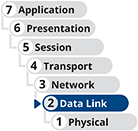 7 Application
6 Presentation
5 Session
4 Transport
3 Network
2 Data Link
1 Physical